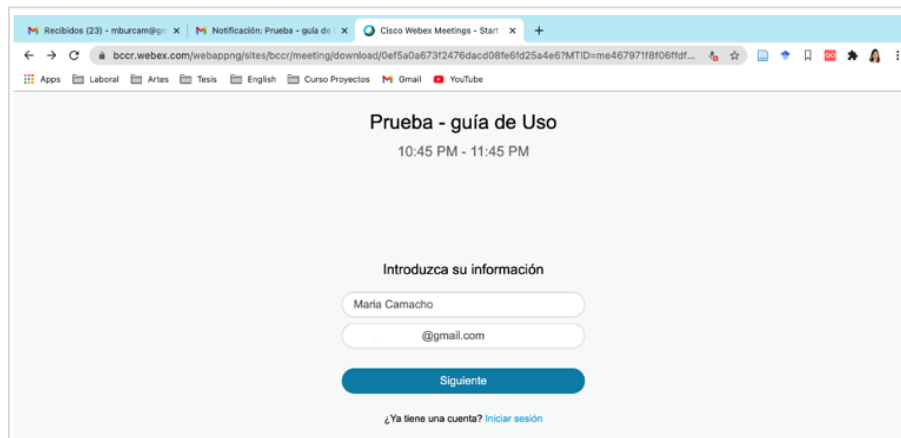 Recibidos (23) - mburcam@gm
Notificación: Prueba - guía de
Cisco Webex Meetings - Start
bccr.webex.com/webappng/sites/bccr/meeting/download/0ef5a0a673f2476dacd08fe6fd25a4e6?MTID=me467971f8f06ffdf...
Apps Laboral Artes Tesis English Curso Proyectos Gmail YouTube
Prueba - guía de Uso
10:45 PM - 11:45 PM
Introduzca su información
Maria Camacho
@gmail.com
Siguiente
¿Ya tiene una cuenta? Iniciar sesión